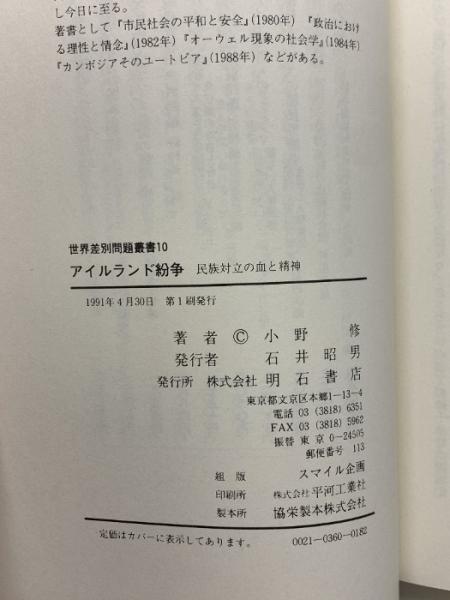 し今日に至る。
著書として『市民社会の平和と安全』(1980年) 『政治におけ
る理性と情念』(1982年)『オーウェル現象の社会学』(1984年)
『カンボジアそのユートピア』(1988年) などがある。
世界差別問題叢書10
アイルランド紛争 民族対立の血と精神
1991年4月30日 第1刷発行
著者 © 小野 修
発行者 石井昭男
発行所 株式会社 明石書店
東京都文京区本郷1−13−4
電話 03 (3818) 6351
FAX 03 (3818) 5962
振替 東京 0−24505
郵便番号 113
組版 スマイル企画
印刷所 株式会社 平河工業社
製本所 協栄製本株式会社
定価はカバーに表示してあります。 0021−0360−0182